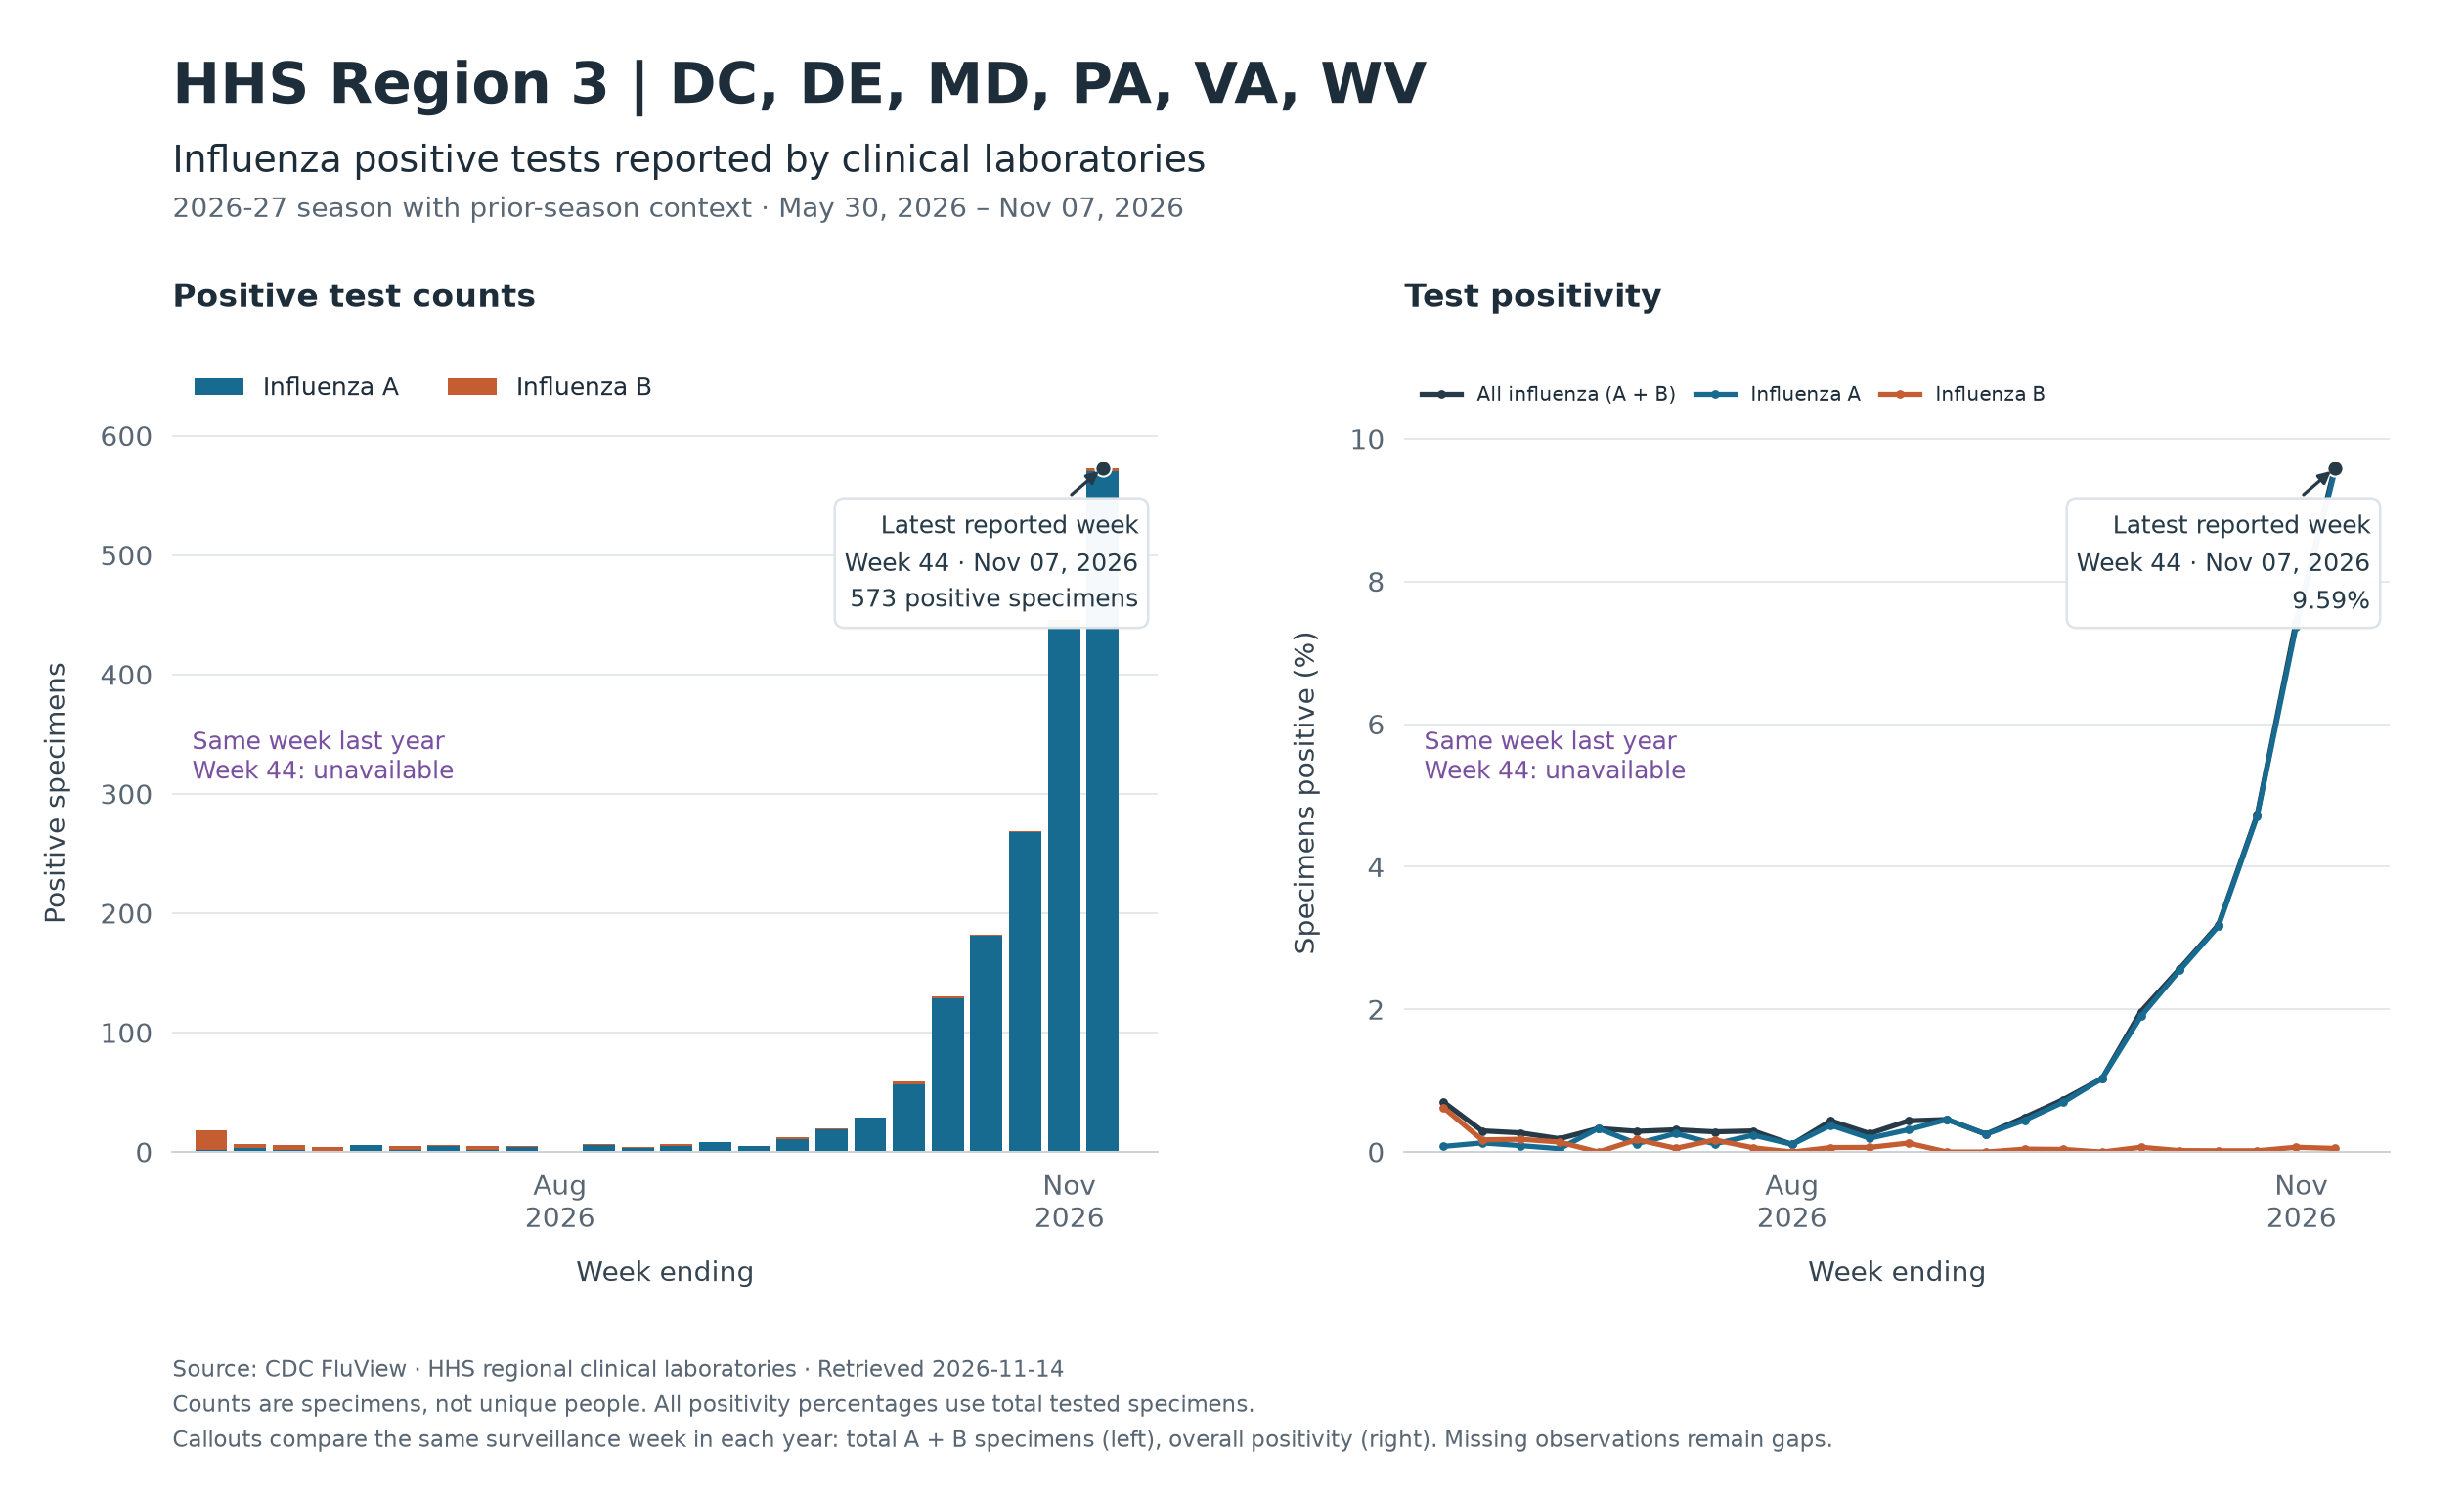 HHS Region 3 | DC, DE, MD, PA, VA, WV
Influenza positive tests reported by clinical laboratories
2026-27 season with prior-season context · May 30, 2026 – Nov 07, 2026
Positive test counts
Influenza A
Influenza B
600
500
400
300
200
100
0
Positive specimens
Latest reported week
Week 44 · Nov 07, 2026
573 positive specimens
Same week last year
Week 44: unavailable
Aug
2026
Nov
2026
Week ending
Test positivity
All influenza (A + B)
Influenza A
Influenza B
10
8
6
4
2
0
Specimens positive (%)
Latest reported week
Week 44 · Nov 07, 2026
9.59%
Same week last year
Week 44: unavailable
Aug
2026
Nov
2026
Week ending
Source: CDC FluView · HHS regional clinical laboratories · Retrieved 2026-11-14
Counts are specimens, not unique people. All positivity percentages use total tested specimens.
Callouts compare the same surveillance week in each year: total A + B specimens (left), overall positivity (right). Missing observations remain gaps.